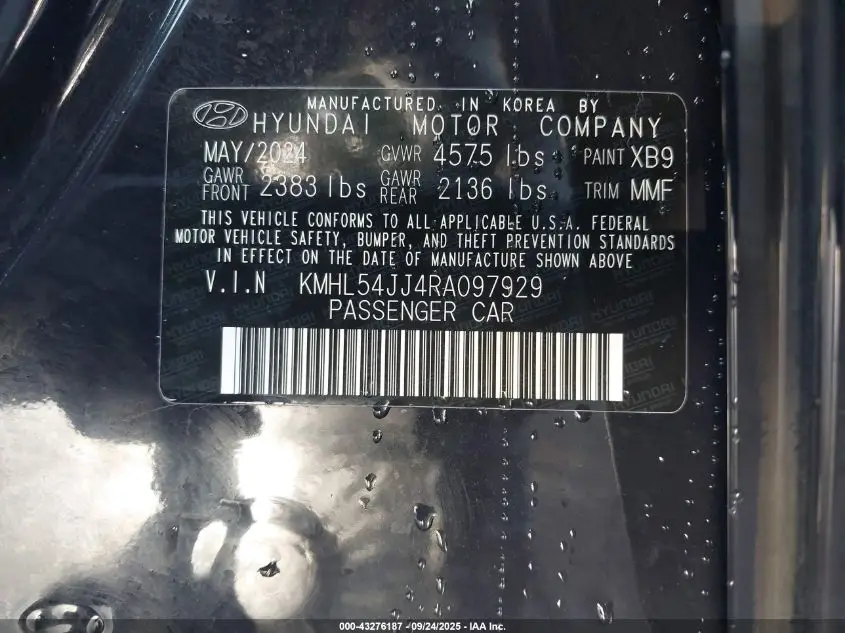 MANUFACTURED IN KOREA BY
HYUNDAI MOTOR COMPANY
MAY/2024 GVWR 4575 lbs PAINT XB9
GAWR FRONT 2383 lbs GAWR REAR 2136 lbs TRIM MMF
THIS VEHICLE CONFORMS TO ALL APPLICABLE U.S.A. FEDERAL
MOTOR VEHICLE SAFETY, BUMPER, AND THEFT PREVENTION STANDARDS
IN EFFECT ON THE DATE OF MANUFACTURE SHOWN ABOVE
V.I.N KMHL54JJ4RA097929
PASSENGER CAR
000-43276187 - 09/24/2025 - IAA Inc.